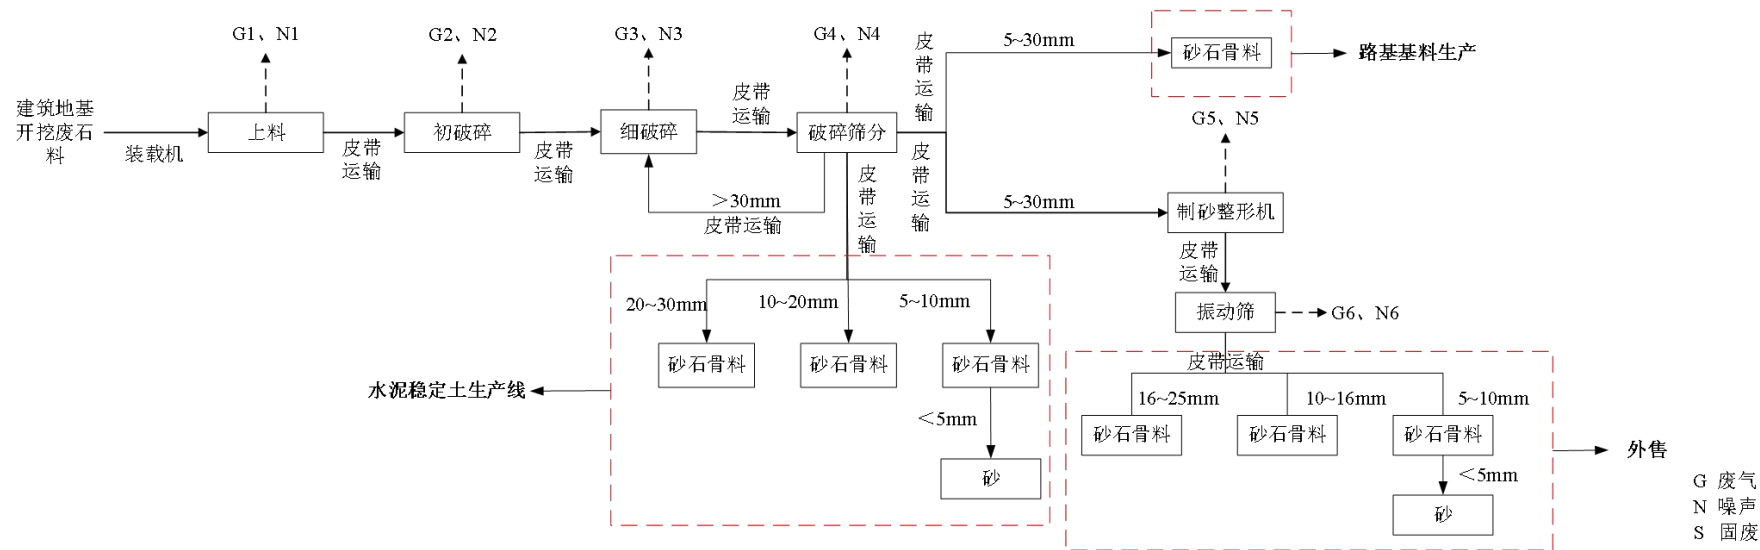 G1、N1
G2、N2
G3、N3
G4、N4
皮
带
运
输
5~30mm
砂石骨料
路基基料生产
建筑地基
开挖废石
料
装载机
上料
皮带
运输
初破碎
皮带
运输
细破碎
皮带
运输
破碎筛分
皮
带
运
输
皮
带
运
输
>30mm
皮带运输
5~30mm
G5、N5
制砂整形机
皮带
运输
振动筛
G6、N6
20~30mm
10~20mm
5~10mm
砂石骨料
砂石骨料
砂石骨料
水泥稳定土生产线
<5mm
砂
皮带运输
16~25mm
10~16mm
5~10mm
砂石骨料
砂石骨料
砂石骨料
<5mm
砂
外售
G 废气
N 噪声
S 固废